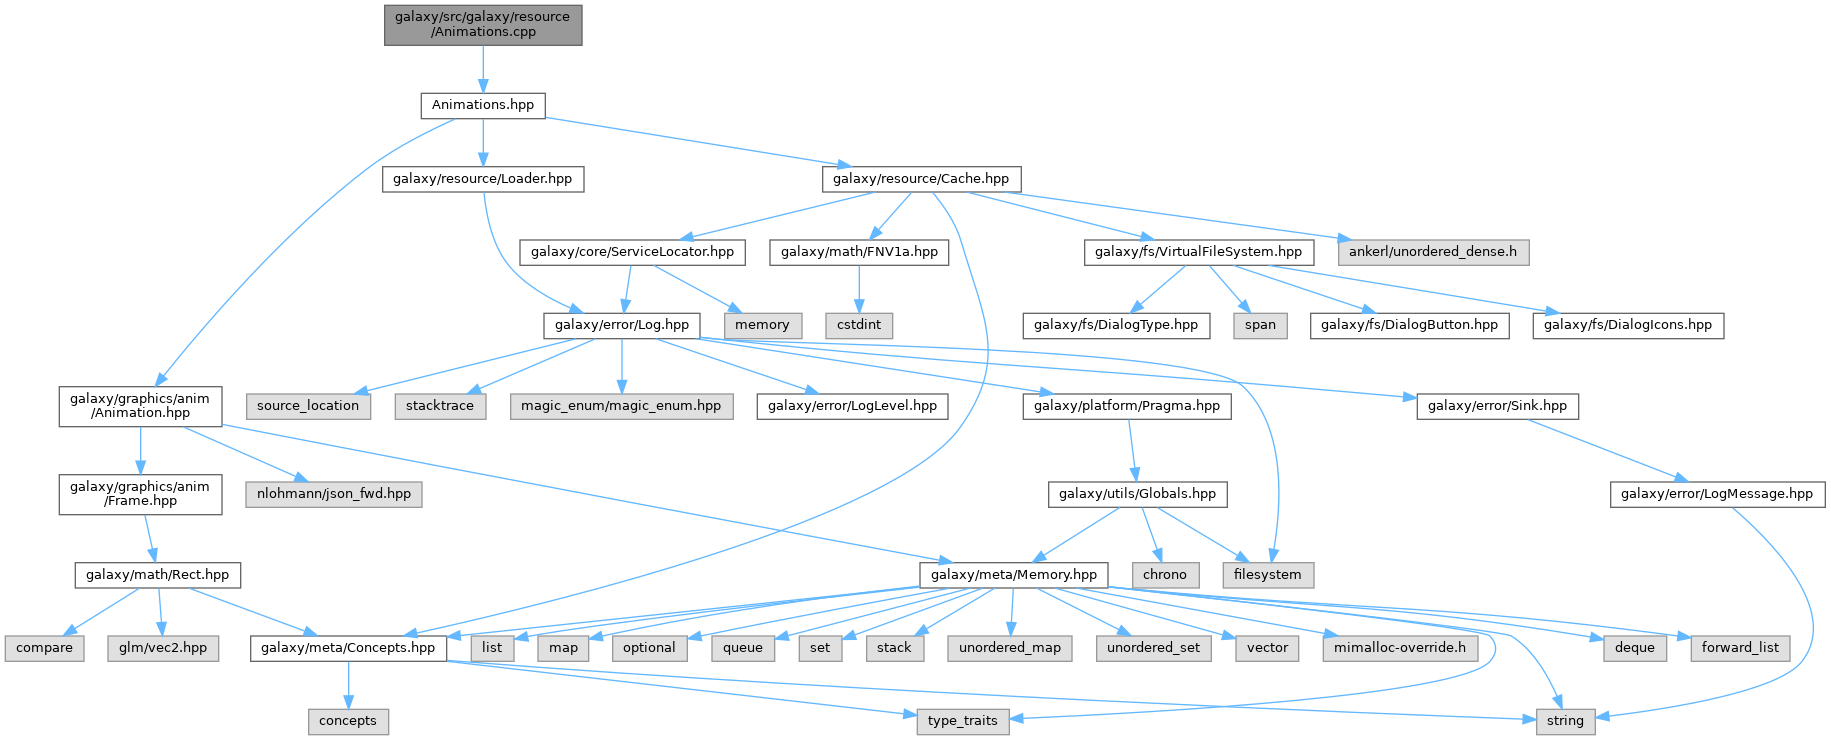 galaxy/src/galaxy/resource
/Animations.cpp
Animations.hpp
galaxy/resource/Loader.hpp
galaxy/resource/Cache.hpp
galaxy/core/ServiceLocator.hpp
galaxy/math/FNV1a.hpp
galaxy/fs/VirtualFileSystem.hpp
ankerl/unordered_dense.h
galaxy/error/Log.hpp
memory
cstdint
galaxy/fs/DialogType.hpp
span
galaxy/fs/DialogButton.hpp
galaxy/fs/DialogIcons.hpp
galaxy/graphics/anim
/Animation.hpp
source_location
stacktrace
magic_enum/magic_enum.hpp
galaxy/error/LogLevel.hpp
galaxy/platform/Pragma.hpp
galaxy/error/Sink.hpp
galaxy/graphics/anim
/Frame.hpp
nlohmann/json_fwd.hpp
galaxy/utils/Globals.hpp
galaxy/error/LogMessage.hpp
galaxy/math/Rect.hpp
galaxy/meta/Memory.hpp
chrono
filesystem
compare
glm/vec2.hpp
galaxy/meta/Concepts.hpp
list
map
optional
queue
set
stack
unordered_map
unordered_set
vector
mimalloc-override.h
deque
forward_list
concepts
type_traits
string